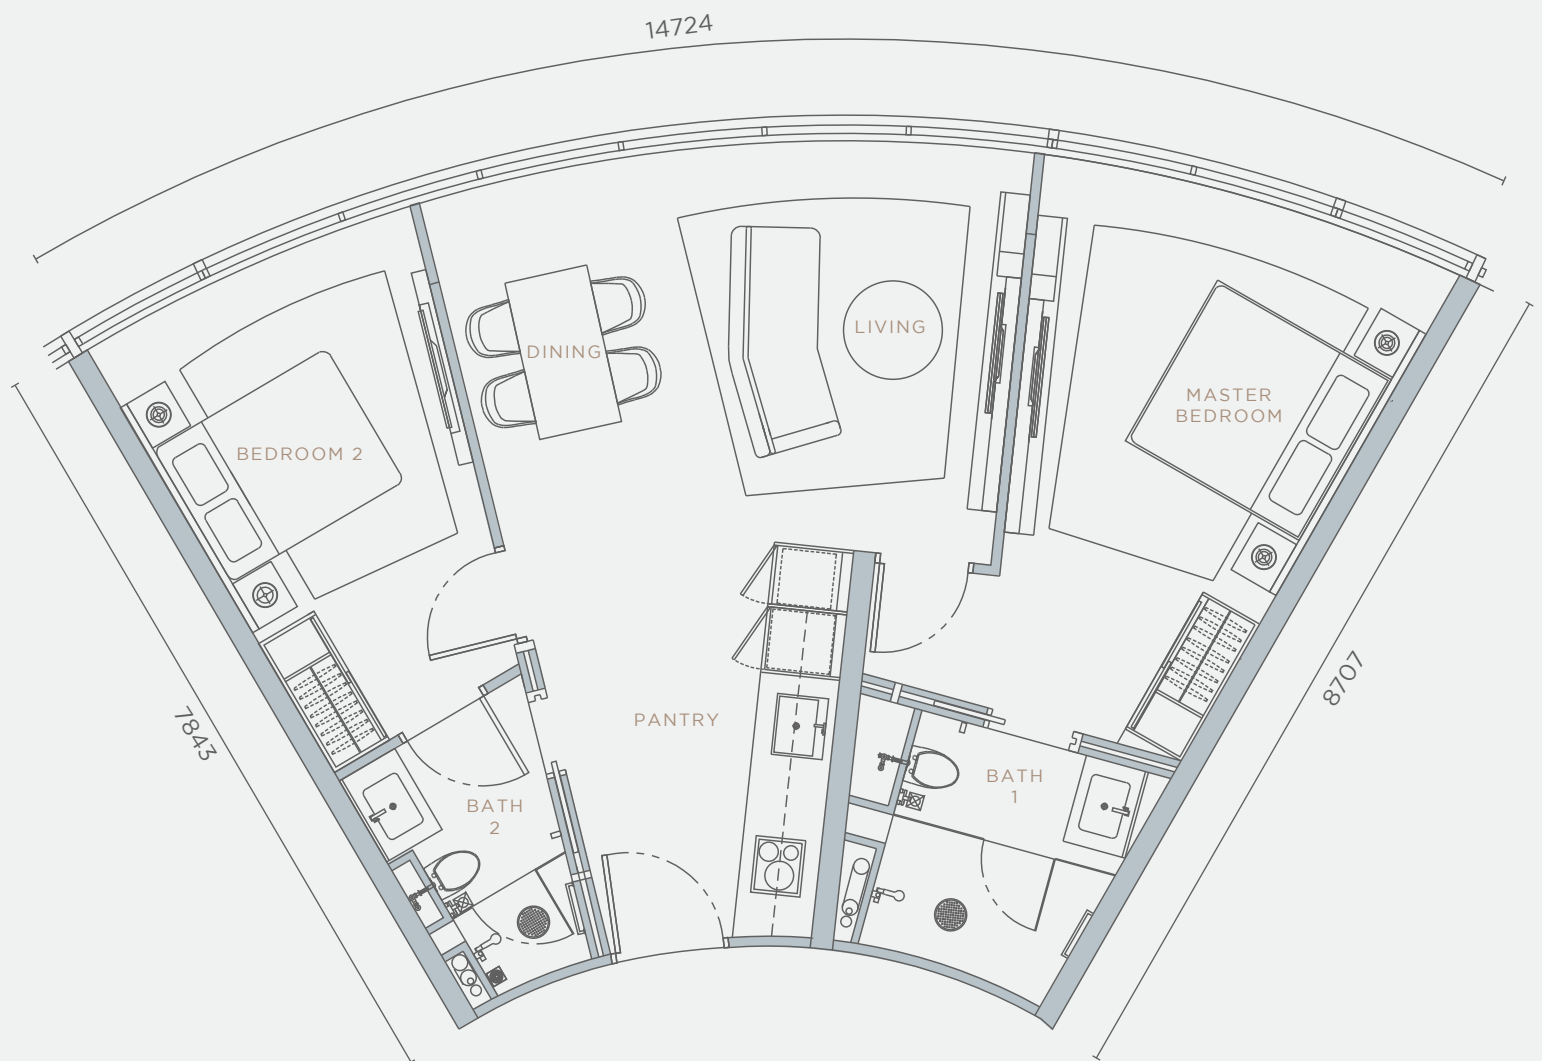 14724
LIVING
DINING
MASTER
BEDROOM
BEDROOM 2
8707
PANTRY
7843
BATH
1
BATH
2